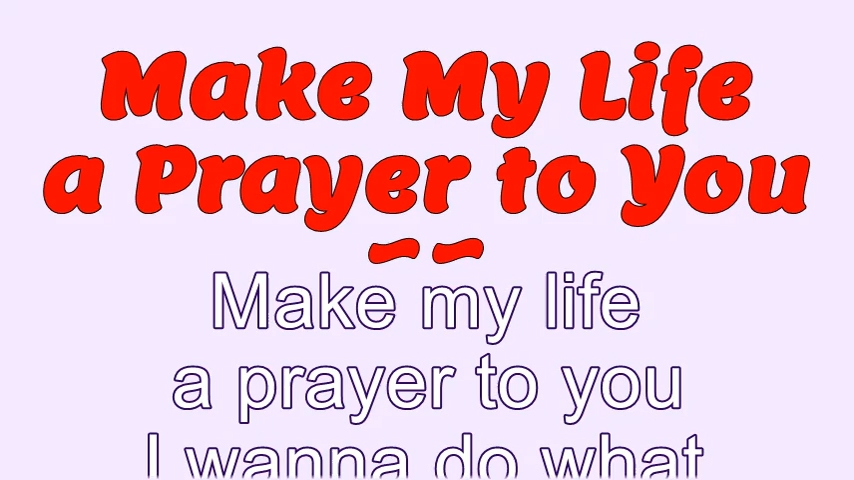 Make My Life
a Prayer to You
~ ~
Make my life
a prayer to you
I wanna do what